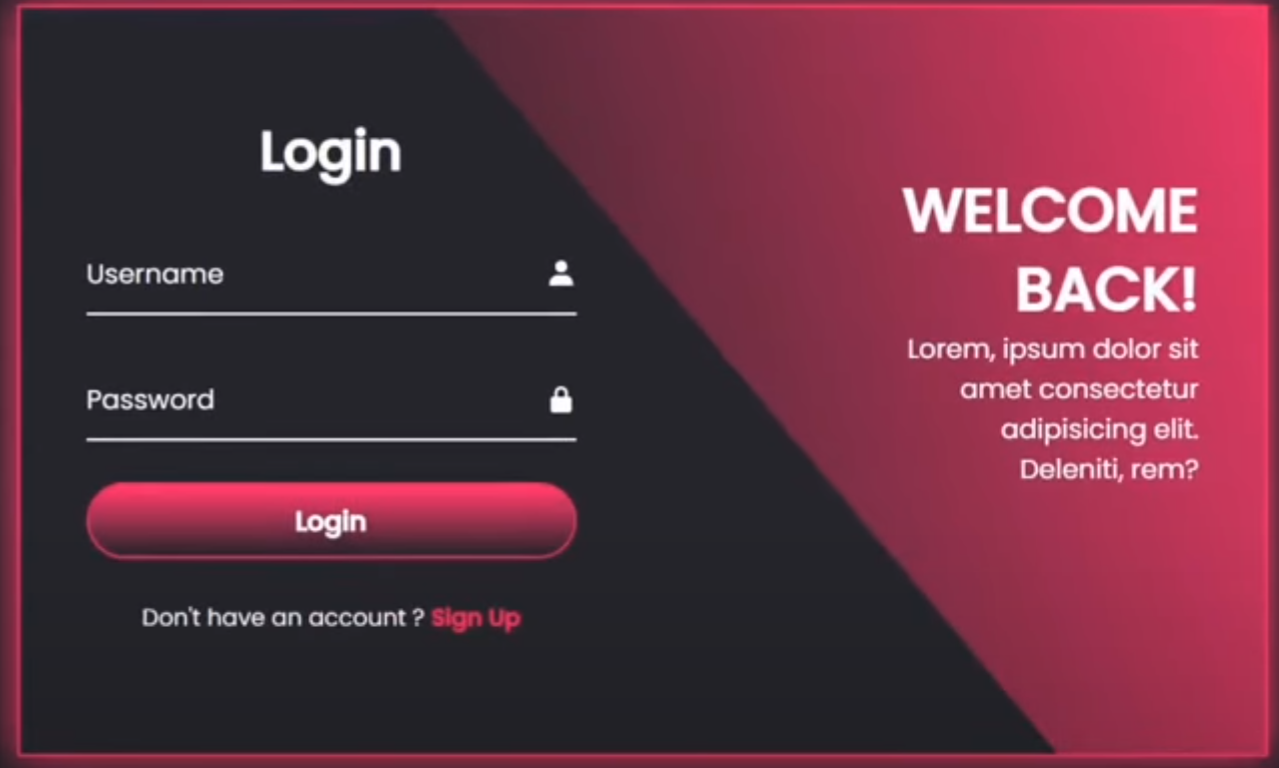 Login
Username
Password
Login
Don't have an account ? Sign Up
WELCOME
BACK!
Lorem, ipsum dolor sit
amet consectetur
adipisicing elit.
Deleniti, rem?